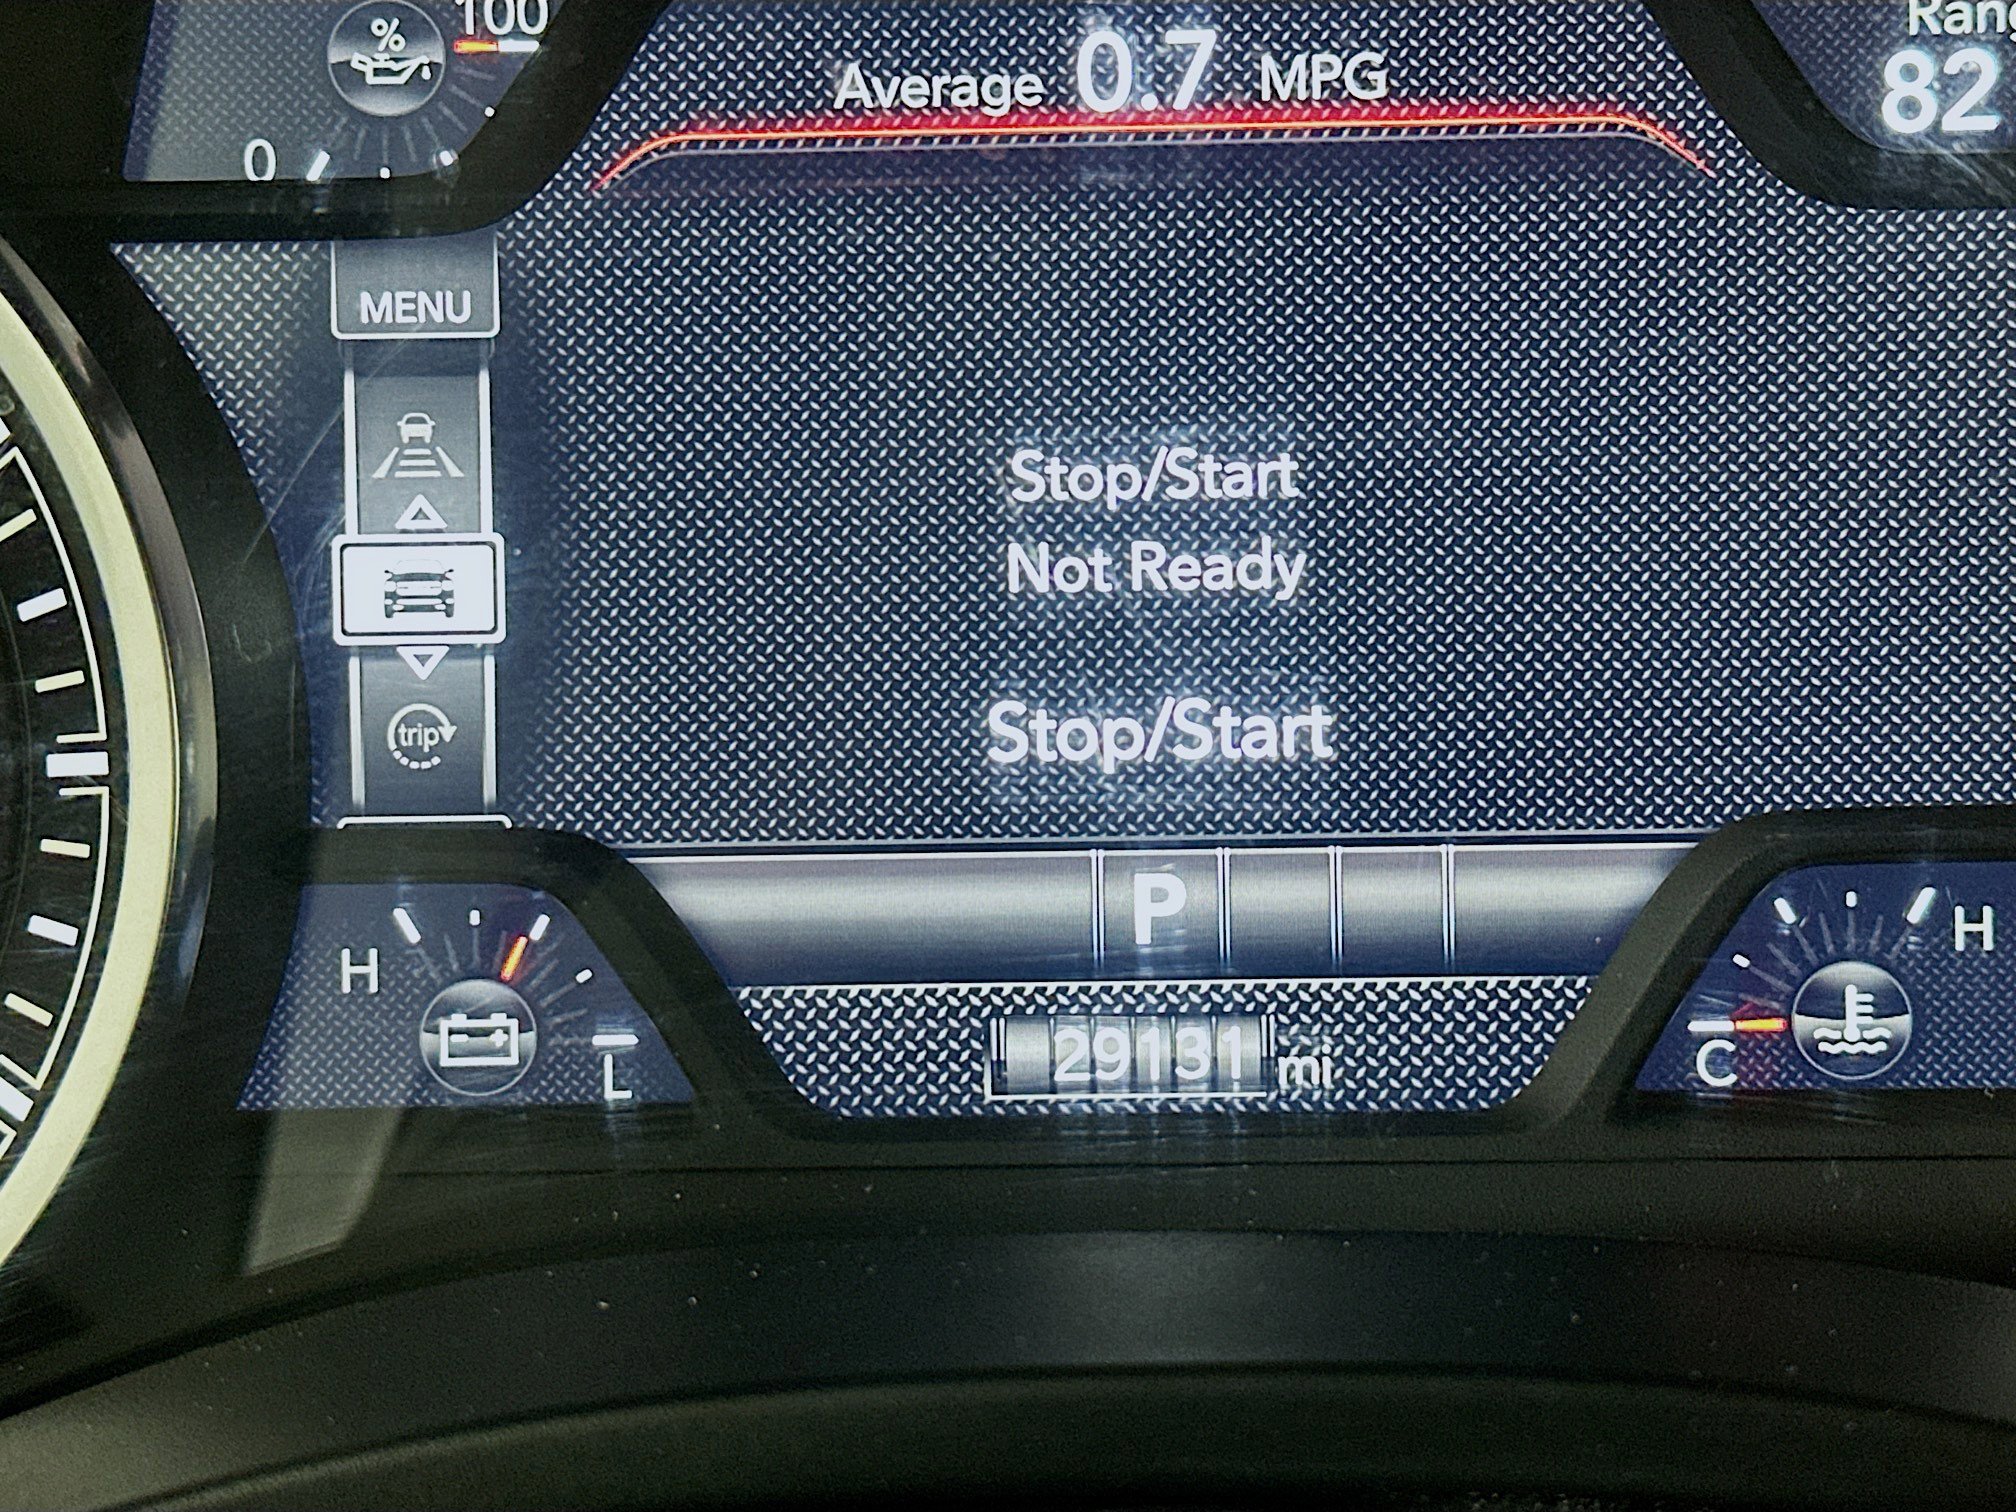 %
100
0
Average 0.7 MPG
82
MENU
Stop/Start
Not Ready
trip
Stop/Start
P
H
L
29131 mi
H
C